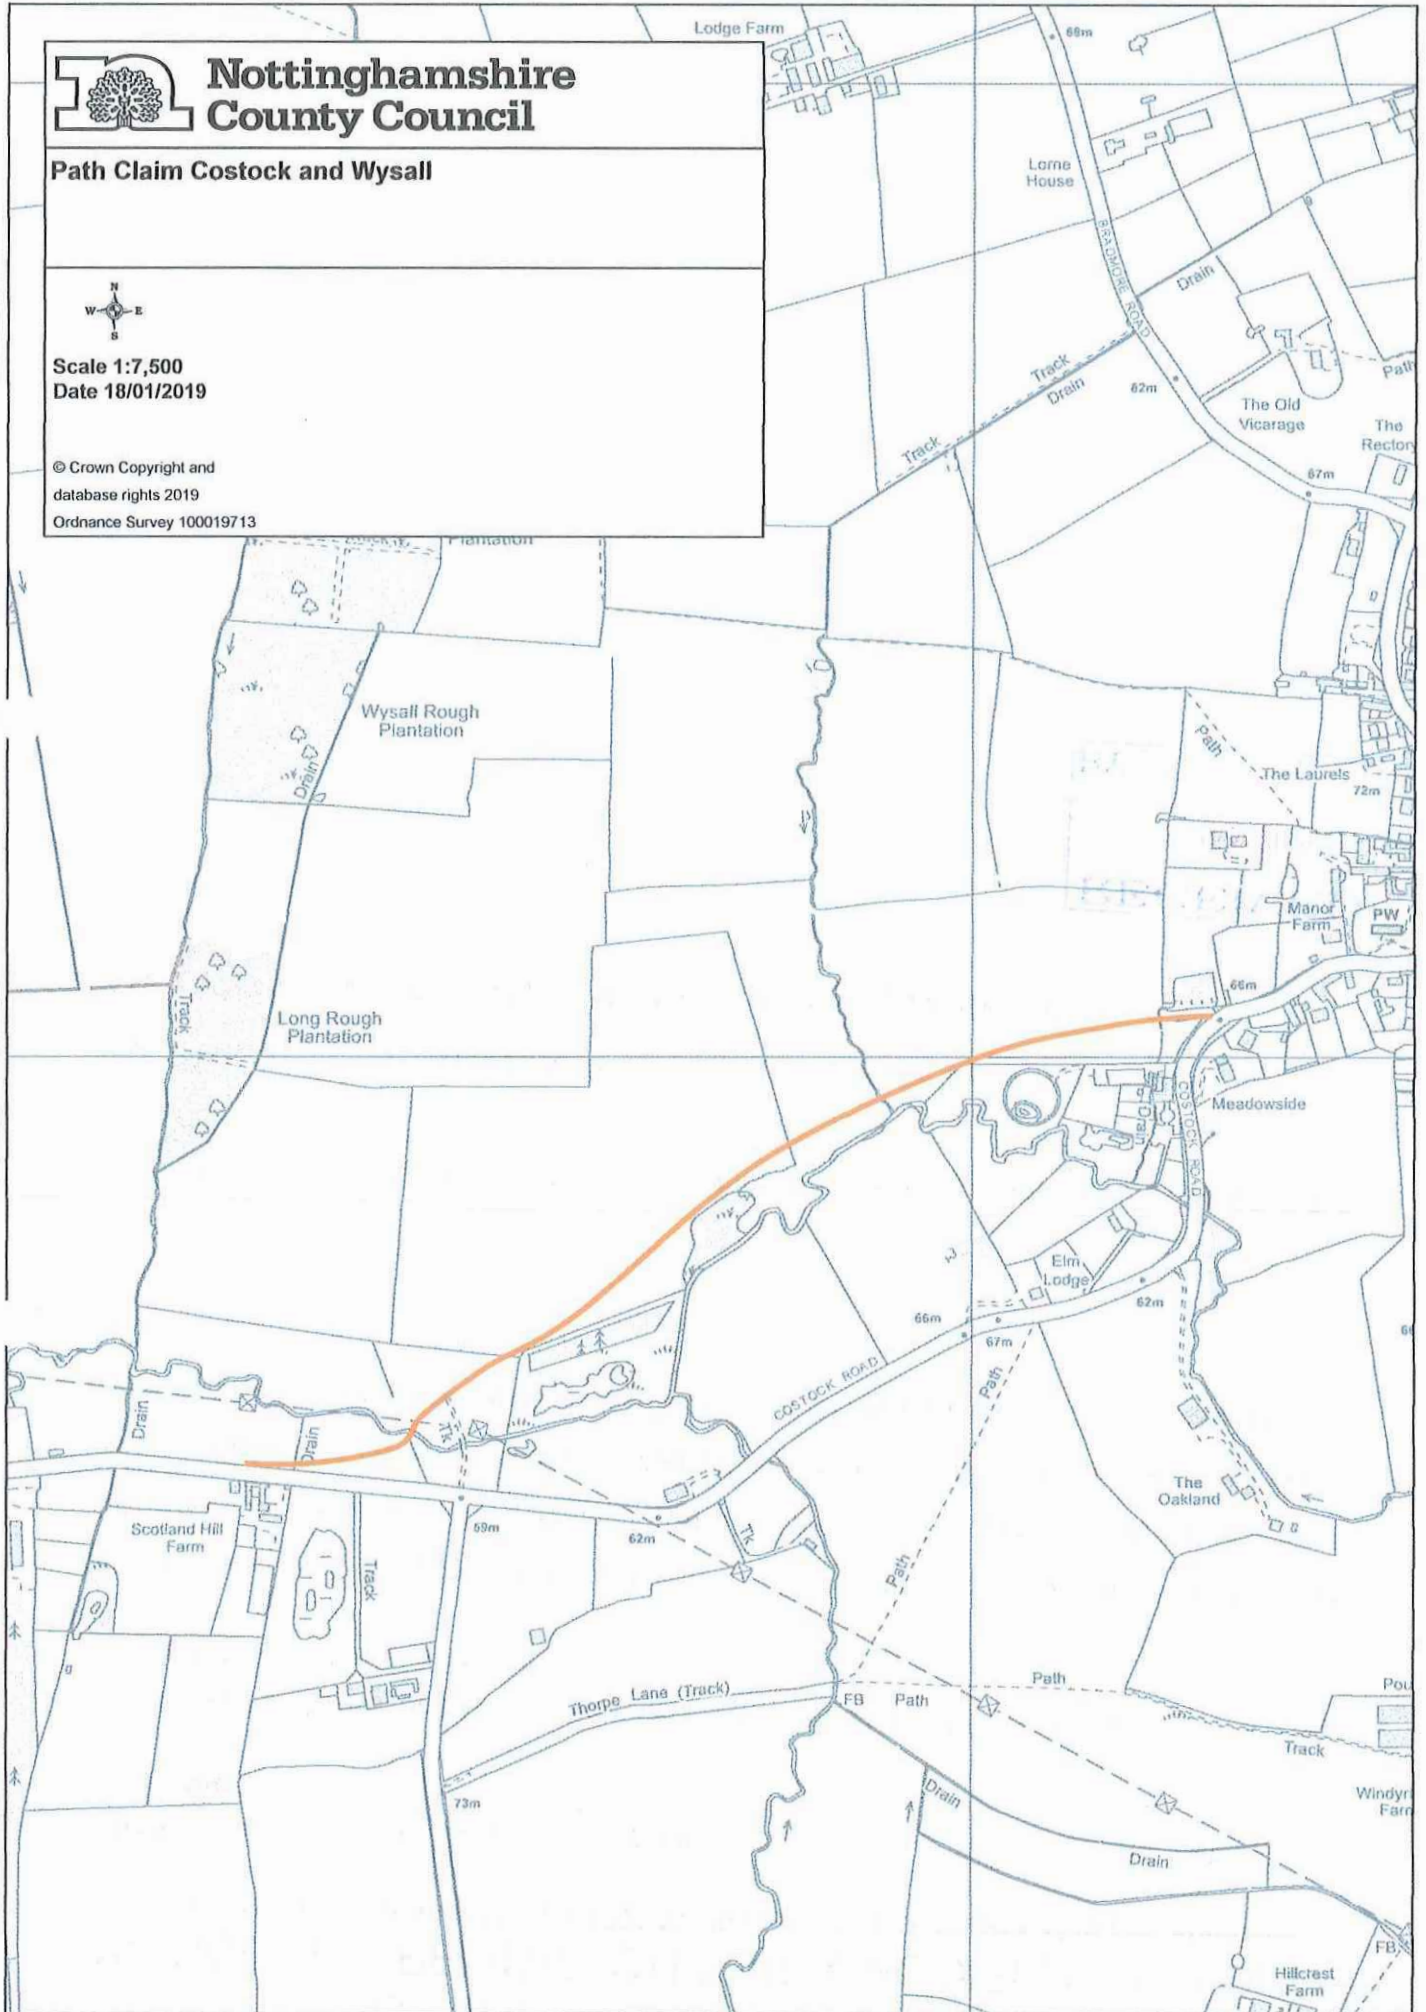 Nottinghamshire
County Council
Path Claim Costock and Wysall
N
W E
S
Scale 1:7,500
Date 18/01/2019
© Crown Copyright and
database rights 2019
Ordnance Survey 100019713
Lodge Farm
68m
Lorne
House
BRADMORE ROAD
Drain
Track
Drain
62m
Path
The Old
Vicarage
The
Rectory
Track
67m
Plantation
Wysall Rough
Plantation
Drain
Path
The Laurels
72m
Manor
Farm
PW
66m
Track
Long Rough
Plantation
Drain
COSTOCK ROAD
Meadowside
Elm
Lodge
62m
66m
67m
COSTOCK ROAD
Path
Drain
Drain
Tk
Scotland Hill
Farm
59m
62m
Tk
The
Oakland
Track
Path
Thorpe Lane (Track)
FB
Path
Path
Pou
Track
73m
Drain
Windyri
Farm
Drain
FB
Hillcrest
Farm